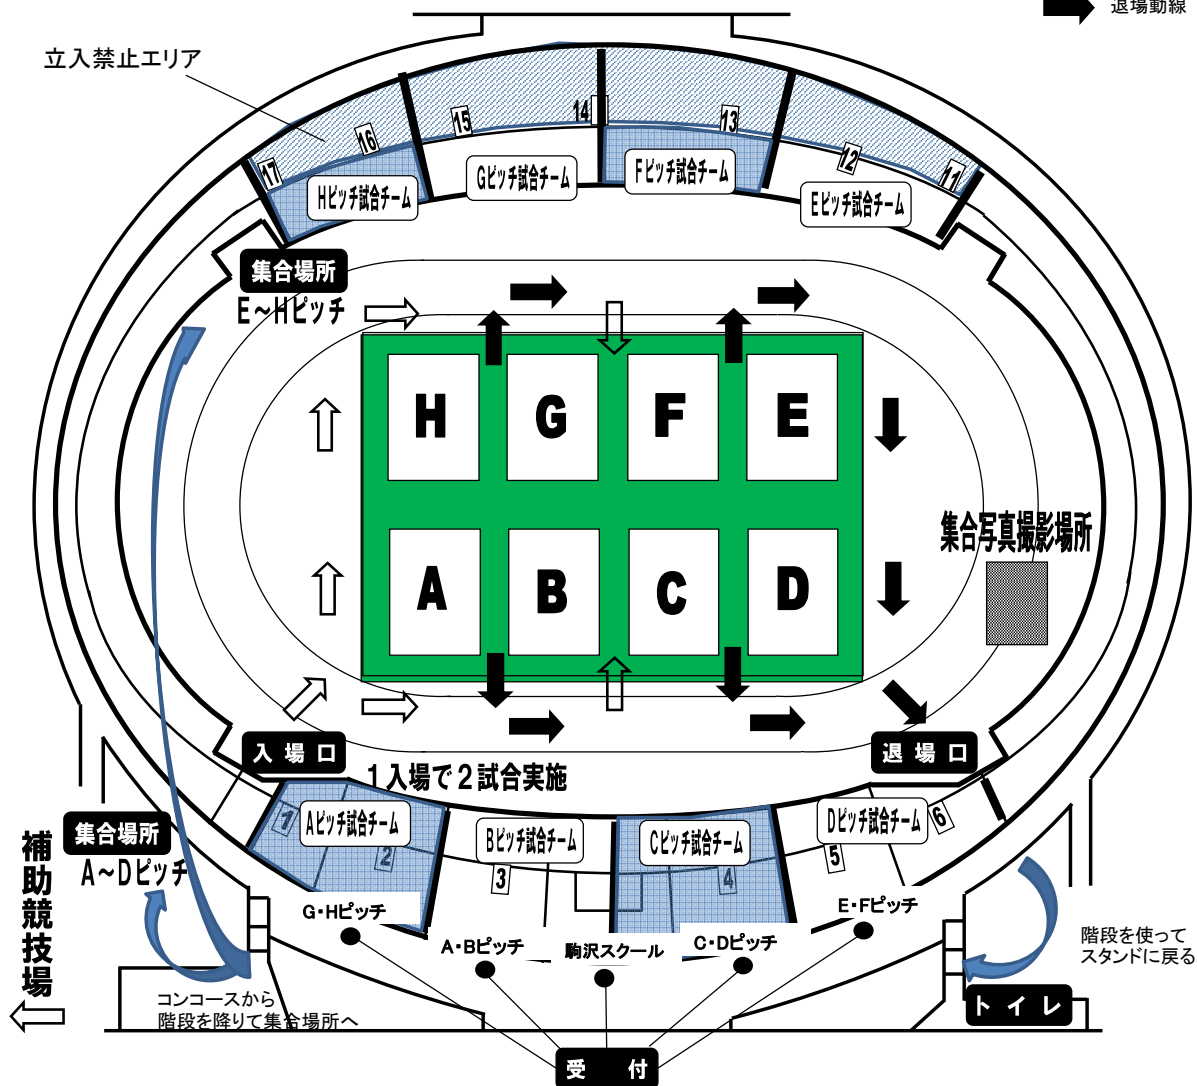 退場動線
立入禁止エリア
17
16
15
14
13
12
11
Hピッチ試合チーム
Gピッチ試合チーム
Fピッチ試合チーム
Eピッチ試合チーム
集合場所
E～Hピッチ
H
G
F
E
A
B
C
D
集合写真撮影場所
入場口
退場口
1入場で2試合実施
1
2
3
4
5
6
Aピッチ試合チーム
Bピッチ試合チーム
Cピッチ試合チーム
Dピッチ試合チーム
集合場所
A～Dピッチ
補助競技場
G・Hピッチ
A・Bピッチ
駒沢スクール
C・Dピッチ
E・Fピッチ
コンコースから
階段を降りて集合場所へ
階段を使って
スタンドに戻る
トイレ
受付